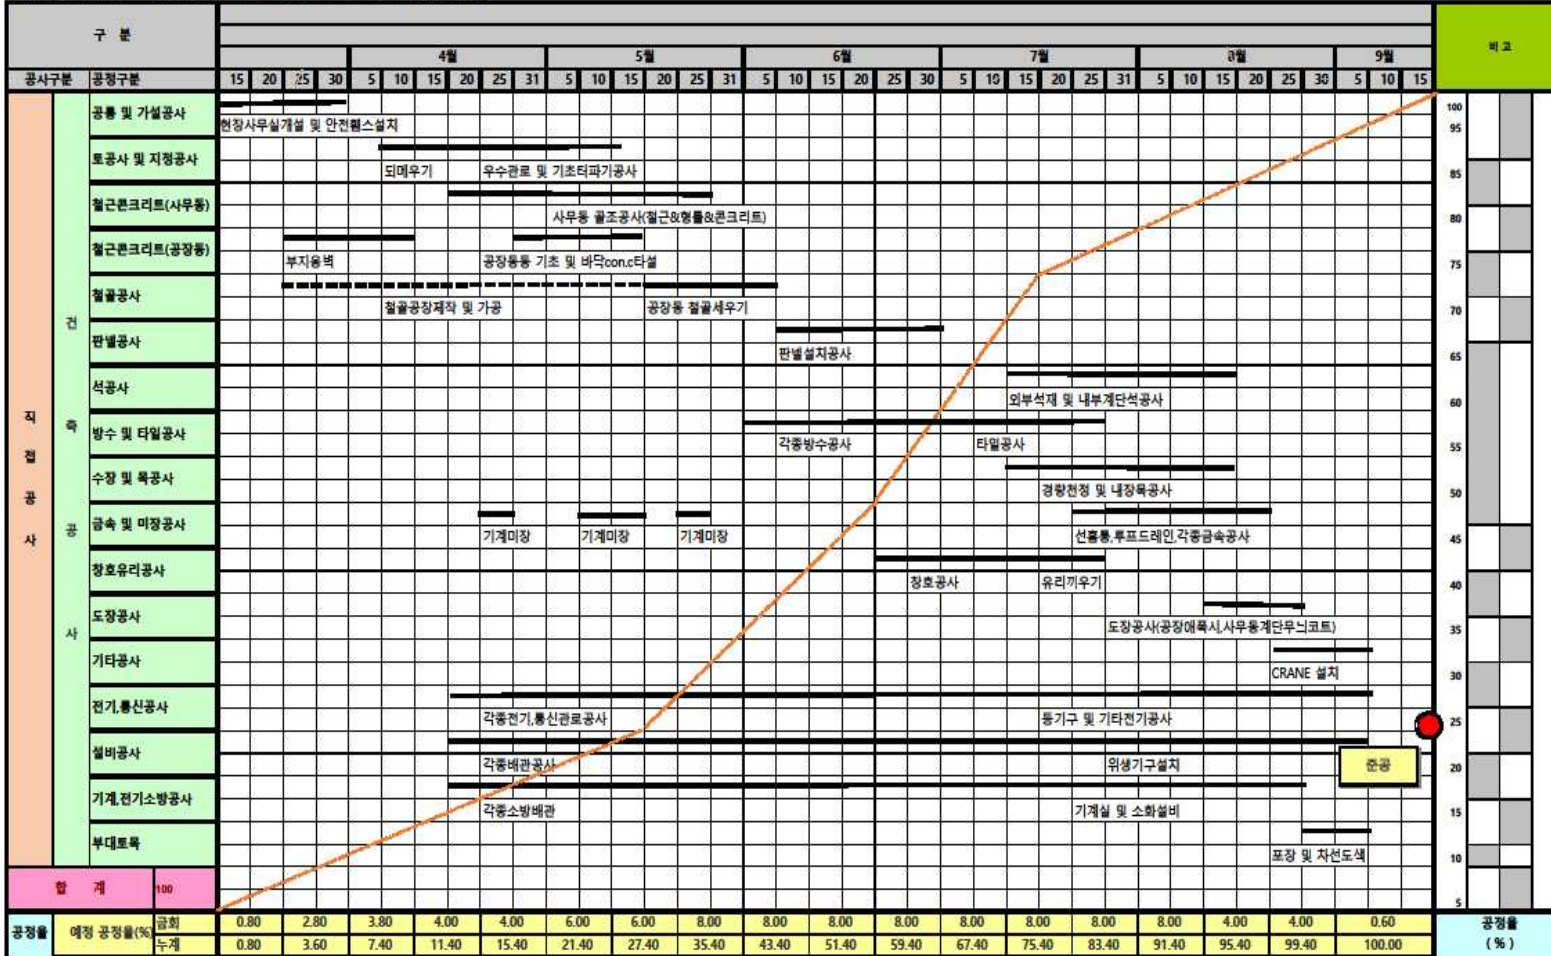 구 분
비고
4월 5월 6월 7월 8월 9월
공사구분 공정구분 15 20 25 30 5 10 15 20 25 31 5 10 15 20 25 31 5 10 15 20 25 30 5 10 15 20 25 31 5 10 15 20 25 30 5 10 15
직 접 공 사
건 축 공 사
공통 및 가설공사
현장사무실개설 및 안전휀스설치
100
95
토공사 및 지정공사
되메우기 우수관로 및 기초터파기공사
85
철근콘크리트(사무동)
사무동 골조공사(철근&형틀&콘크리트)
80
철근콘크리트(공장동)
부지옹벽 공장동동 기초 및 바닥con.c타설
75
철골공사
철골공장제작 및 가공 공장동 철골세우기
70
판넬공사
판넬설치공사
65
석공사
외부석재 및 내부계단석공사
60
방수 및 타일공사
각종방수공사 타일공사
55
수장 및 목공사
경량천정 및 내장목공사
50
금속 및 미장공사
기계미장 기계미장 기계미장 선홈통,루프드레인,각종금속공사
45
창호유리공사
창호공사 유리끼우기
40
도장공사
도장공사(공장애폭시,사무동계단무늬코트)
35
기타공사
CRANE 설치
30
전기,통신공사
각종전기,통신관로공사 등기구 및 기타전기공사
25
설비공사
각종배관공사 위생기구설치 준공
20
기계,전기소방공사
각종소방배관 기계실 및 소화설비
15
부대토목
포장 및 차선도색
10
합 계 100
5
공정율 예정 공정율(%) 금회 0.80 2.80 3.80 4.00 4.00 6.00 6.00 8.00 8.00 8.00 8.00 8.00 8.00 8.00 8.00 4.00 4.00 0.60
누계 0.80 3.60 7.40 11.40 15.40 21.40 27.40 35.40 43.40 51.40 59.40 67.40 75.40 83.40 91.40 95.40 99.40 100.00
공정율
( % )